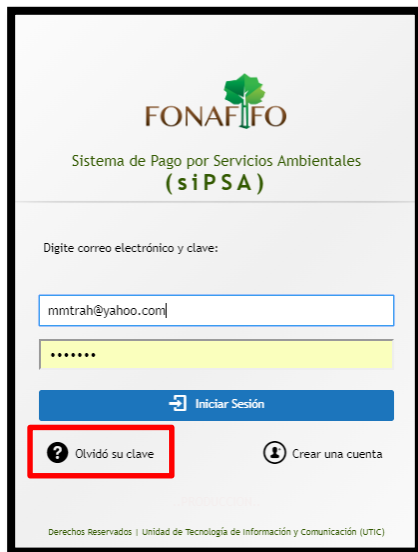 FONAFIFO
Sistema de Pago por Servicios Ambientales
(siPSA)
Digite correo electrónico y clave:
mmtrah@yahoo.com
•••••••
Iniciar Sesión
? Olvidó su clave
Crear una cuenta
Derechos Reservados | Unidad de Tecnología de Información y Comunicación (UTIC)